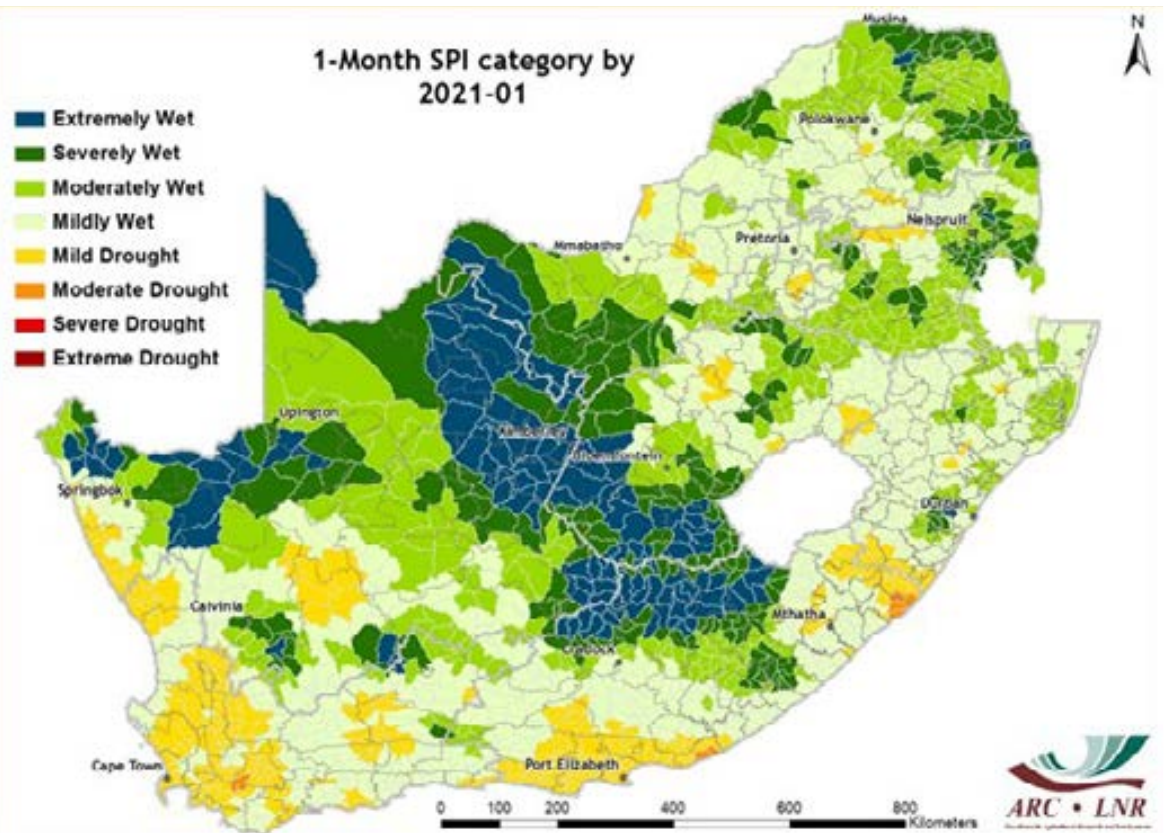 1-Month SPI category by
2021-01
N
Extremely Wet
Severely Wet
Moderately Wet
Mildly Wet
Mild Drought
Moderate Drought
Severe Drought
Extreme Drought
Musina
Polokwane
Nelspruit
Mmabatho
Pretoria
Upington
Kimberley
Springbok
Durban
Calvinia
Mthatha
Cradock
Cape Town
Port Elizabeth
0 200 400 600 800
Kilometers
ARC • LNR